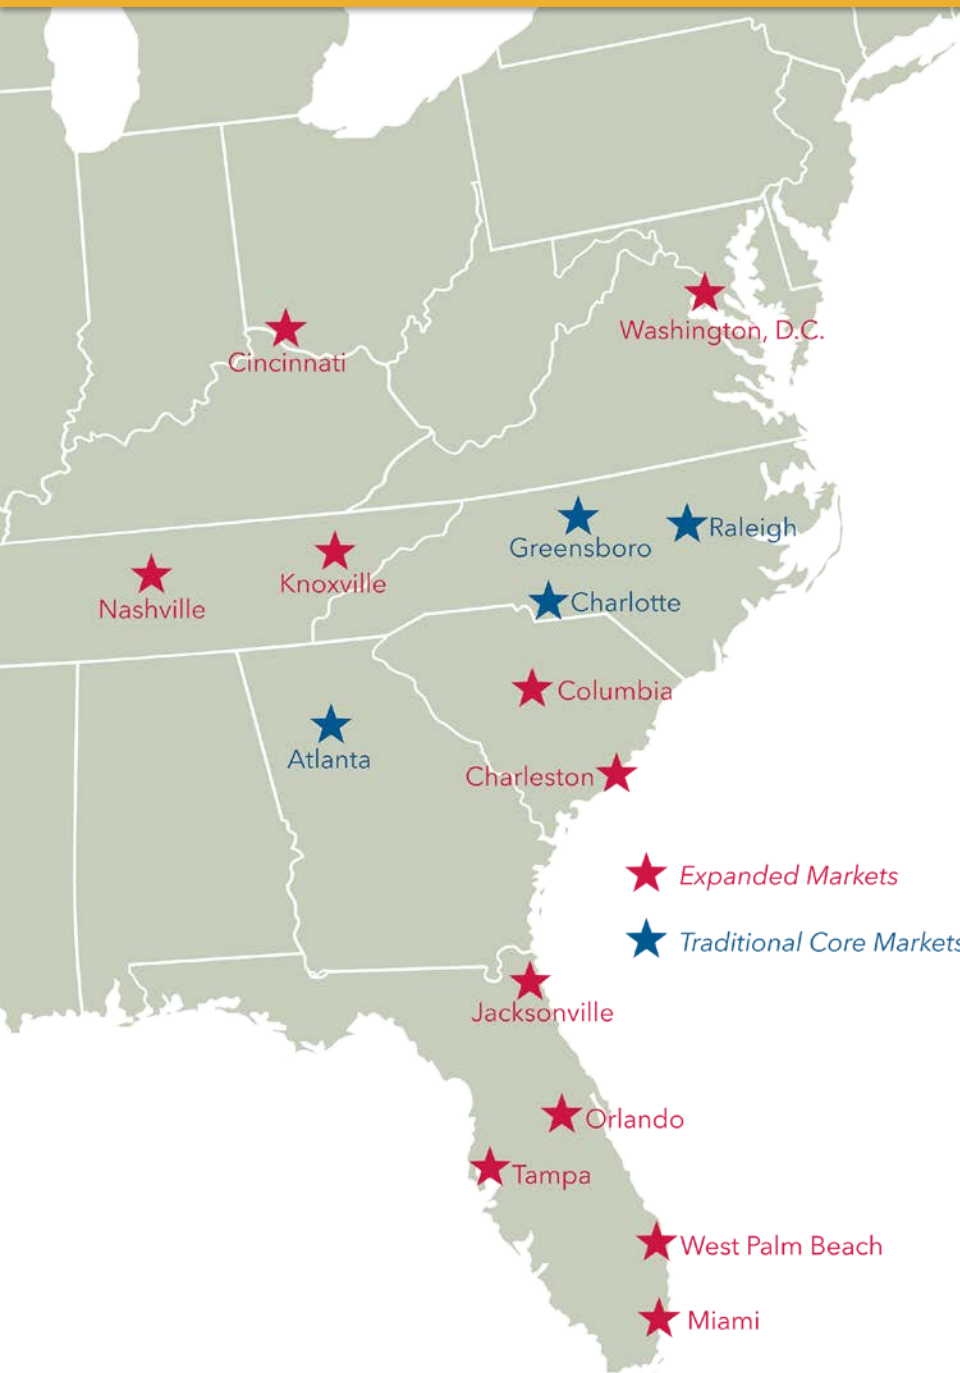 Washington, D.C.
Cincinnati
Greensboro
Raleigh
Knoxville
Nashville
Charlotte
Columbia
Atlanta
Charleston
Expanded Markets
Traditional Core Markets
Jacksonville
Orlando
Tampa
West Palm Beach
Miami